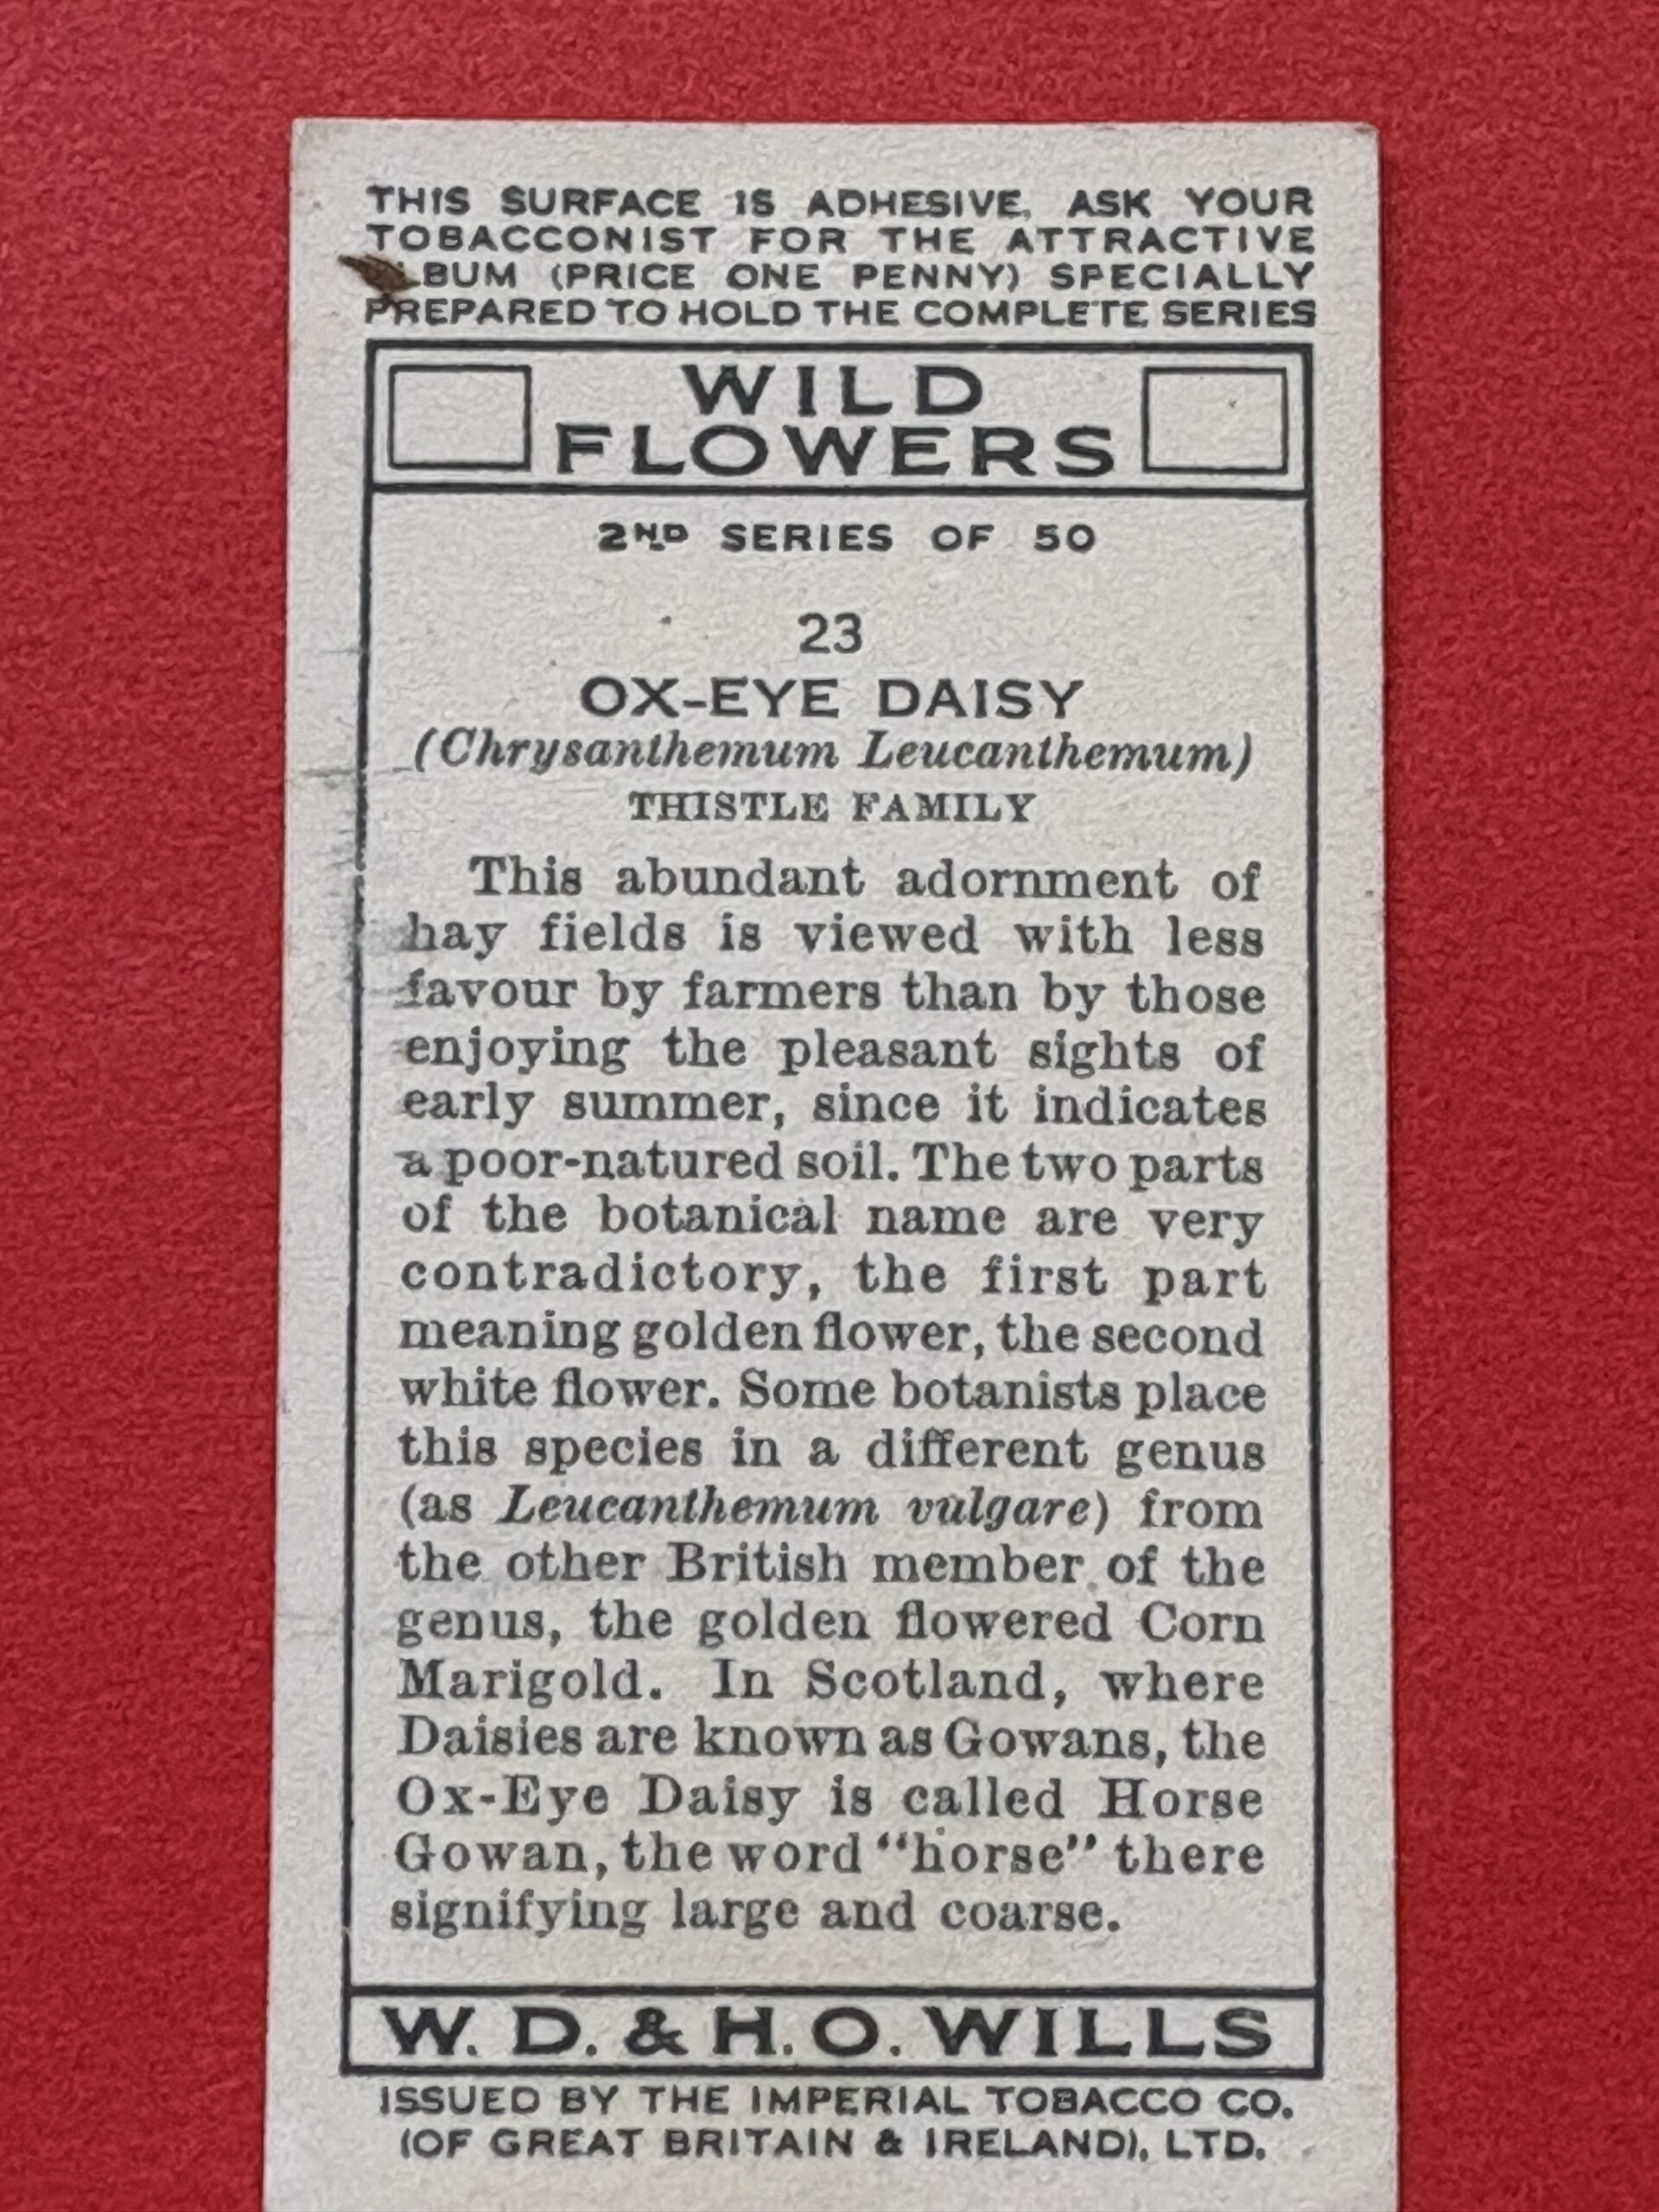 THIS SURFACE IS ADHESIVE. ASK YOUR
TOBACCONIST FOR THE ATTRACTIVE
ALBUM (PRICE ONE PENNY) SPECIALLY
PREPARED TO HOLD THE COMPLETE SERIES
WILD
FLOWERS
2ND SERIES OF 50
23
OX-EYE DAISY
(Chrysanthemum Leucanthemum)
THISTLE FAMILY
This abundant adornment of
hay fields is viewed with less
favour by farmers than by those
enjoying the pleasant sights of
early summer, since it indicates
a poor-natured soil. The two parts
of the botanical name are very
contradictory, the first part
meaning golden flower, the second
white flower. Some botanists place
this species in a different genus
(as Leucanthemum vulgare) from
the other British member of the
genus, the golden flowered Corn
Marigold. In Scotland, where
Daisies are known as Gowans, the
Ox-Eye Daisy is called Horse
Gowan, the word "horse" there
signifying large and coarse.
W. D. & H. O. WILLS
ISSUED BY THE IMPERIAL TOBACCO CO.
(OF GREAT BRITAIN & IRELAND), LTD.